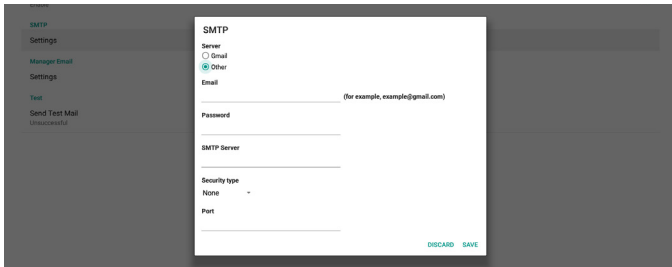 Enable
SMTP
Settings
Manager Email
Settings
Test
Send Test Mail
Unsuccessful
SMTP
Server
Gmail
Other
Email
(for example, example@gmail.com)
Password
SMTP Server
Security type
None
Port
DISCARD SAVE